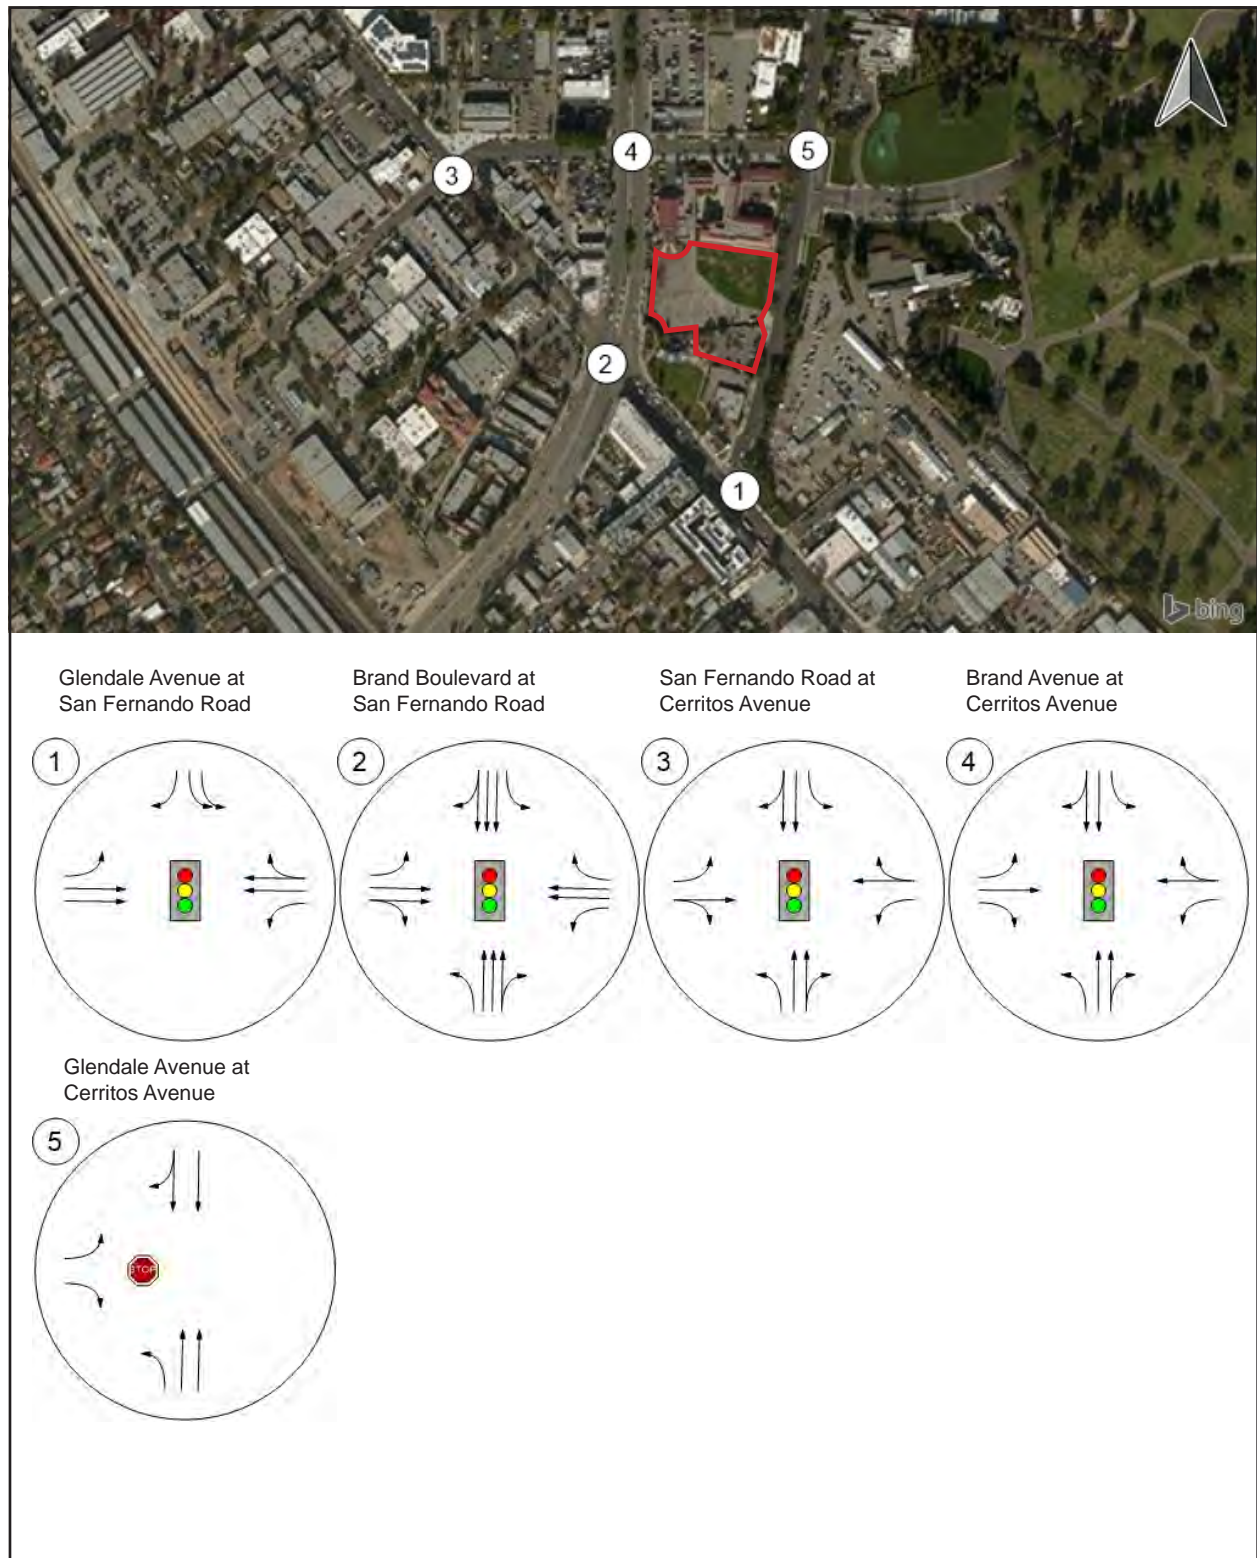 3
4
5
2
1
bing
Glendale Avenue at
San Fernando Road
Brand Boulevard at
San Fernando Road
San Fernando Road at
Cerritos Avenue
Brand Avenue at
Cerritos Avenue
1
2
3
4
Glendale Avenue at
Cerritos Avenue
5
STOP